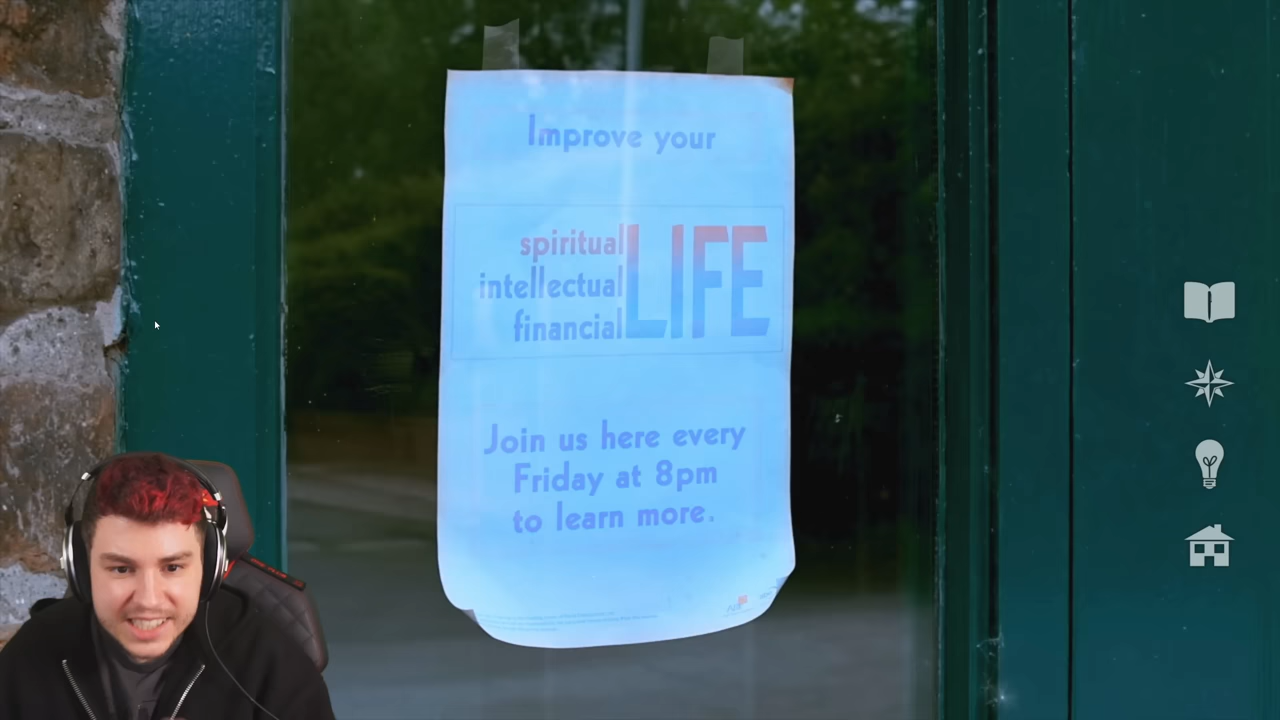 Improve your
spiritual
intellectual
financial
LIFE
Join us here every
Friday at 8pm
to learn more.